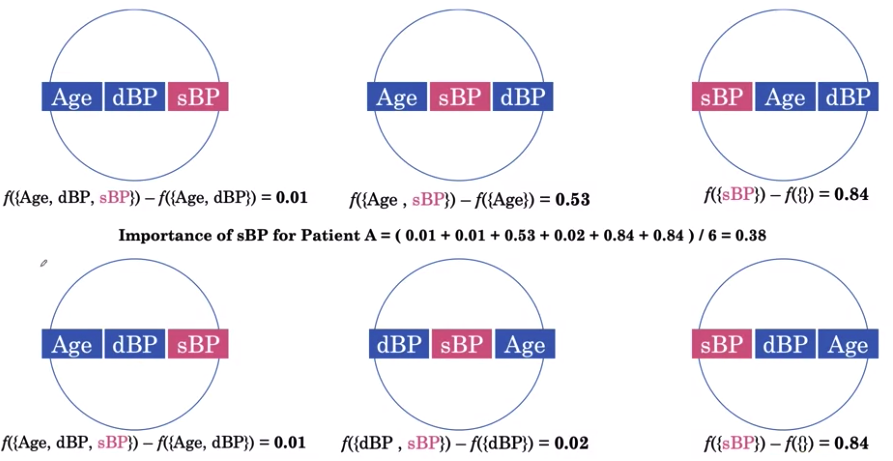 Age dBP sBP
Age sBP dBP
sBP Age dBP
f({Age, dBP, sBP}) – f({Age, dBP}) = 0.01
f({Age , sBP}) – f({Age}) = 0.53
f({sBP}) – f({}) = 0.84
Importance of sBP for Patient A = ( 0.01 + 0.01 + 0.53 + 0.02 + 0.84 + 0.84 ) / 6 = 0.38
Age dBP sBP
dBP sBP Age
sBP dBP Age
f({Age, dBP, sBP}) – f({Age, dBP}) = 0.01
f({dBP , sBP}) – f({dBP}) = 0.02
f({sBP}) – f({}) = 0.84